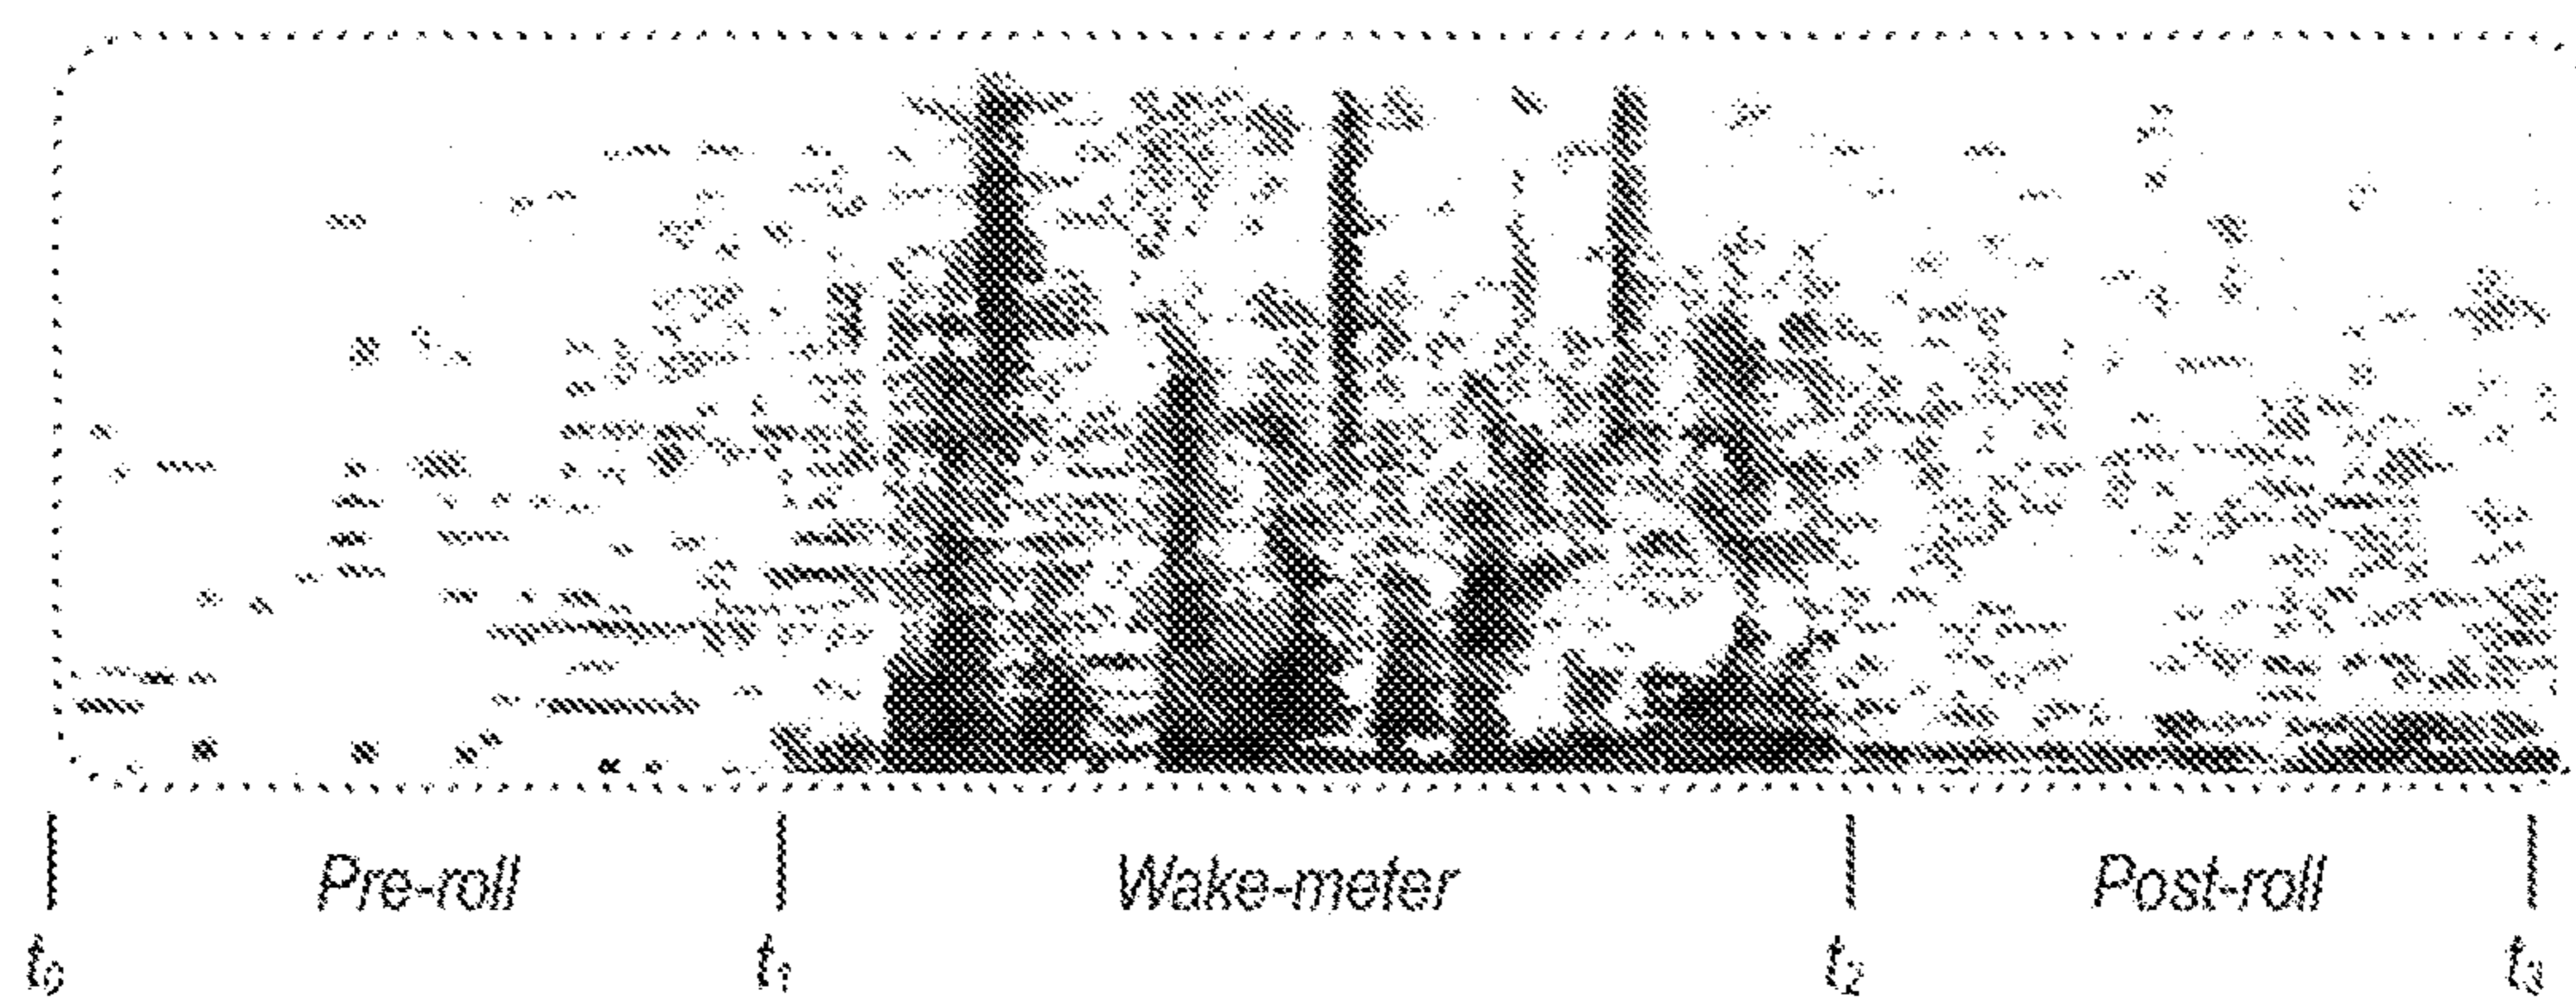 Pre-roll Wake-meter Post-roll
t₀ t₁ t₂ t₃